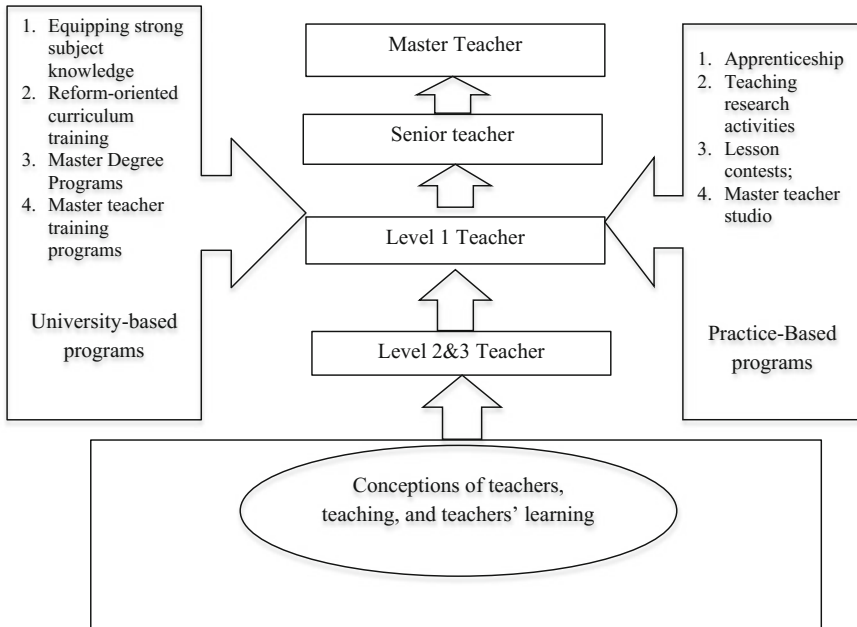 1. Equipping strong
subject
knowledge
2. Reform-oriented
curriculum
training
3. Master Degree
Programs
4. Master teacher
training
programs
University-based
programs
Master Teacher
Senior teacher
Level 1 Teacher
Level 2&3 Teacher
Conceptions of teachers,
teaching, and teachers’ learning
1. Apprenticeship
2. Teaching
research
activities
3. Lesson
contests;
4. Master teacher
studio
Practice-Based
programs